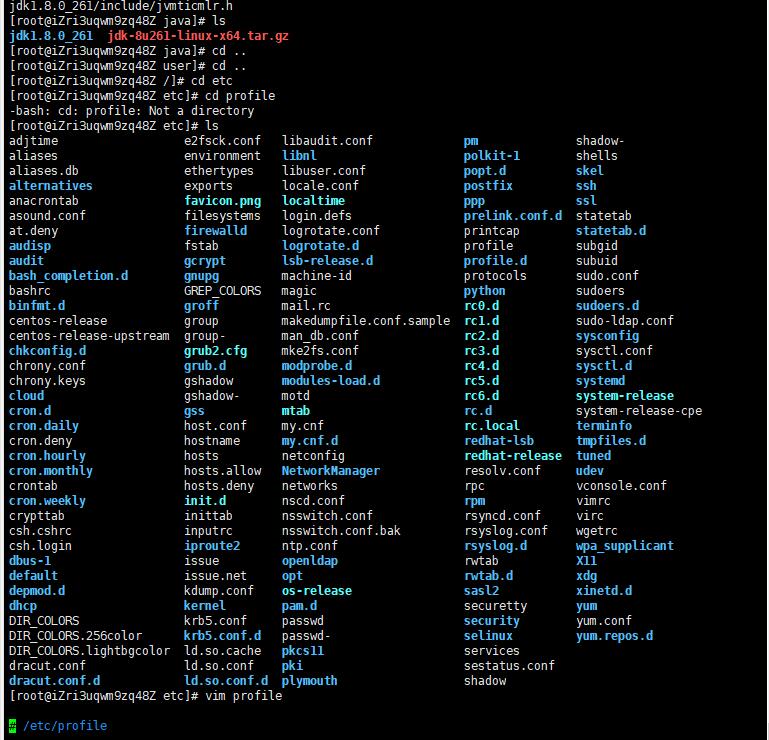 jdk1.8.0_261/include/jvmticmlr.h
[root@iZri3uqwm9zq48Z java]# ls
jdk1.8.0_261  jdk-8u261-linux-x64.tar.gz
[root@iZri3uqwm9zq48Z java]# cd ..
[root@iZri3uqwm9zq48Z user]# cd ..
[root@iZri3uqwm9zq48Z /]# cd etc
[root@iZri3uqwm9zq48Z etc]# cd profile
-bash: cd: profile: Not a directory
[root@iZri3uqwm9zq48Z etc]# ls
adjtime e2fsck.conf libaudit.conf pm shadow-
aliases environment libnl polkit-1 shells
aliases.db ethertypes libuser.conf popt.d skel
alternatives exports locale.conf postfix ssh
anacrontab favicon.png localtime ppp ssl
asound.conf filesystems login.defs prelink.conf.d statetab
at.deny firewalld logrotate.conf printcap statetab.d
audisp fstab logrotate.d profile subgid
audit gcrypt lsb-release.d profile.d subuid
bash_completion.d gnupg machine-id protocols sudo.conf
bashrc GREP_COLORS magic python sudoers
binfmt.d groff mail.rc rc0.d sudoers.d
centos-release group makedumpfile.conf.sample rc1.d sudo-ldap.conf
centos-release-upstream group- man_db.conf rc2.d sysconfig
chkconfig.d grub2.cfg mke2fs.conf rc3.d sysctl.conf
chrony.conf grub.d modprobe.d rc4.d sysctl.d
chrony.keys gshadow modules-load.d rc5.d systemd
cloud gshadow- motd rc6.d system-release
cron.d gss mtab rc.d system-release-cpe
cron.daily host.conf my.cnf rc.local terminfo
cron.deny hostname my.cnf.d redhat-lsb tmpfiles.d
cron.hourly hosts netconfig redhat-release tuned
cron.monthly hosts.allow NetworkManager resolv.conf udev
crontab hosts.deny networks rpc vconsole.conf
cron.weekly init.d nscd.conf rpm vimrc
crypttab inittab nsswitch.conf rsyncd.conf virc
csh.cshrc inputrc nsswitch.conf.bak rsyslog.conf wgetrc
csh.login iproute2 ntp.conf rsyslog.d wpa_supplicant
dbus-1 issue openldap rwtab X11
default issue.net opt rwtab.d xdg
depmod.d kdump.conf os-release sasl2 xinetd.d
dhcp kernel pam.d securetty yum
DIR_COLORS krb5.conf passwd security yum.conf
DIR_COLORS.256color krb5.conf.d passwd- selinux yum.repos.d
DIR_COLORS.lightbgcolor ld.so.cache pkcs11 services
dracut.conf ld.so.conf pki sestatus.conf
dracut.conf.d ld.so.conf.d plymouth shadow
[root@iZri3uqwm9zq48Z etc]# vim profile
# /etc/profile